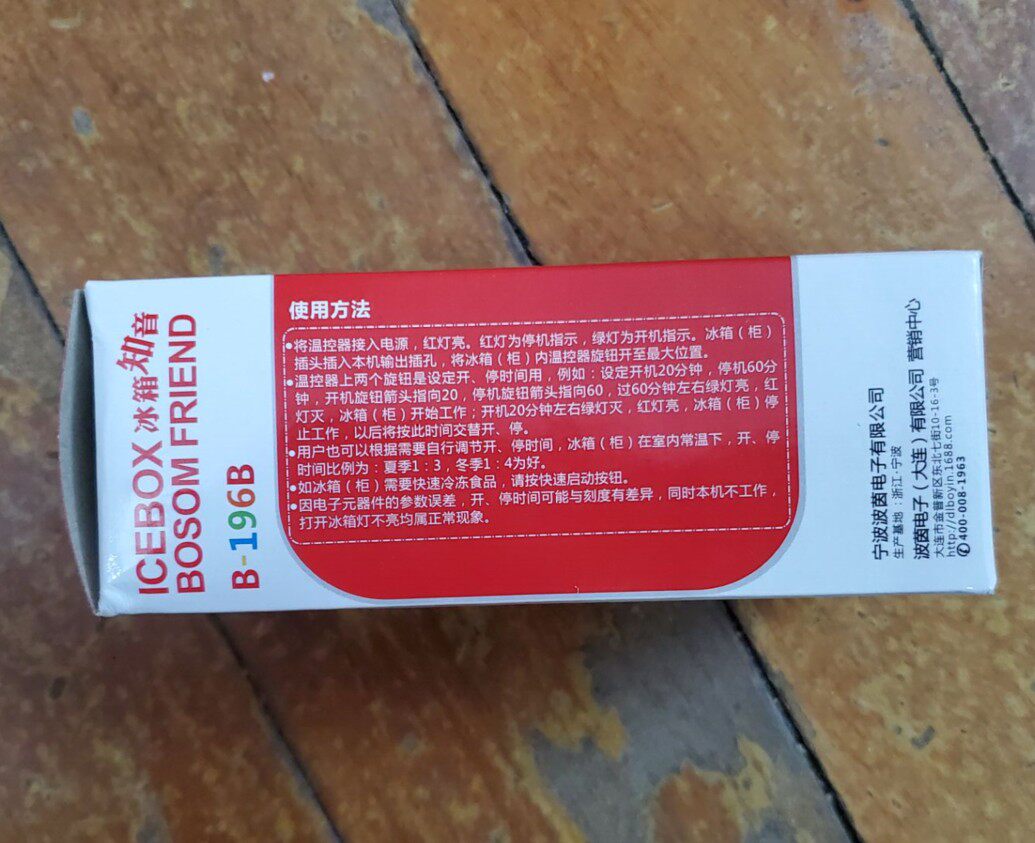 ICEBOX 冰箱知音
BOSOM FRIEND
B-196B
使用方法
●将温控器接入电源，红灯亮。红灯为停机指示，绿灯为开机指示。冰箱（柜）
插头插入本机输出插孔，将冰箱（柜）内温控器旋钮开至最大位置。
●温控器上两个旋钮是设定开、停时间用，例如：设定开机20分钟，停机60分
钟，开机旋钮箭头指向20，停机旋钮箭头指向60，过60分钟左右绿灯亮，红
灯灭，冰箱（柜）开始工作；开机20分钟左右绿灯灭，红灯亮，冰箱（柜）停
止工作，以后将按此时间交替开、停。
●用户也可以根据需要自行调节开、停时间，冰箱（柜）在室内常温下，开、停
时间比例为：夏季1：3，冬季1：4为好。
●如冰箱（柜）需要快速冷冻食品，请按快速启动按钮。
●因电子元器件的参数误差，开、停时间可能与刻度有差异，同时本机不工作，
打开冰箱灯不亮均属正常现象。
宁波波茵电子有限公司
生产基地：浙江·宁波
波茵电子（大连）有限公司 营销中心
大连市金普新区东北七街10-16-3号
http://dlboyin.1688.com
✆400-008-1963